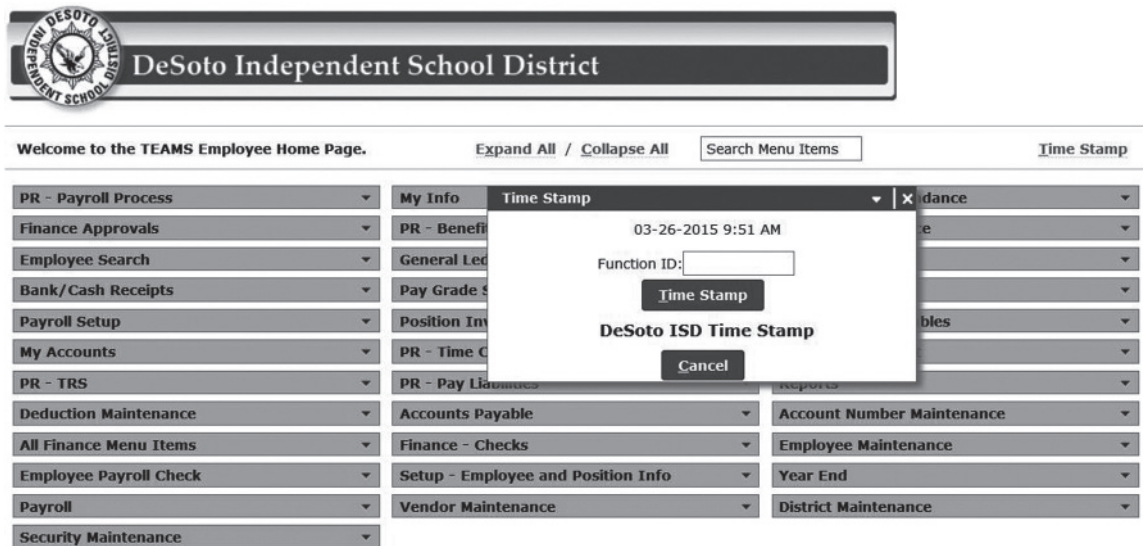 DESOTO
INDEPENDENT SCHOOL DISTRICT
DeSoto Independent School District
Welcome to the TEAMS Employee Home Page.
Expand All / Collapse All
Search Menu Items
Time Stamp
PR - Payroll Process
Finance Approvals
Employee Search
Bank/Cash Receipts
Payroll Setup
My Accounts
PR - TRS
Deduction Maintenance
All Finance Menu Items
Employee Payroll Check
Payroll
Security Maintenance
My Info
PR - Benefi
General Led
Pay Grade S
Position Inv
PR - Time C
PR - Pay Liabilities
Accounts Payable
Finance - Checks
Setup - Employee and Position Info
Vendor Maintenance
Time Stamp
03-26-2015 9:51 AM
Function ID:
Time Stamp
DeSoto ISD Time Stamp
Cancel
dance
e
bles
Reports
Account Number Maintenance
Employee Maintenance
Year End
District Maintenance